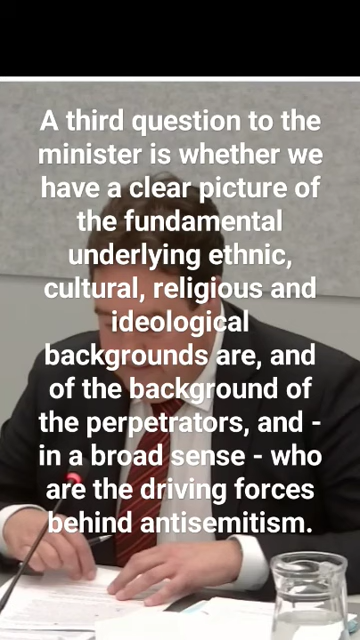 A third question to the
minister is whether we
have a clear picture of
the fundamental
underlying ethnic,
cultural, religious and
ideological
backgrounds are, and
of the background of
the perpetrators, and -
in a broad sense - who
are the driving forces
behind antisemitism.